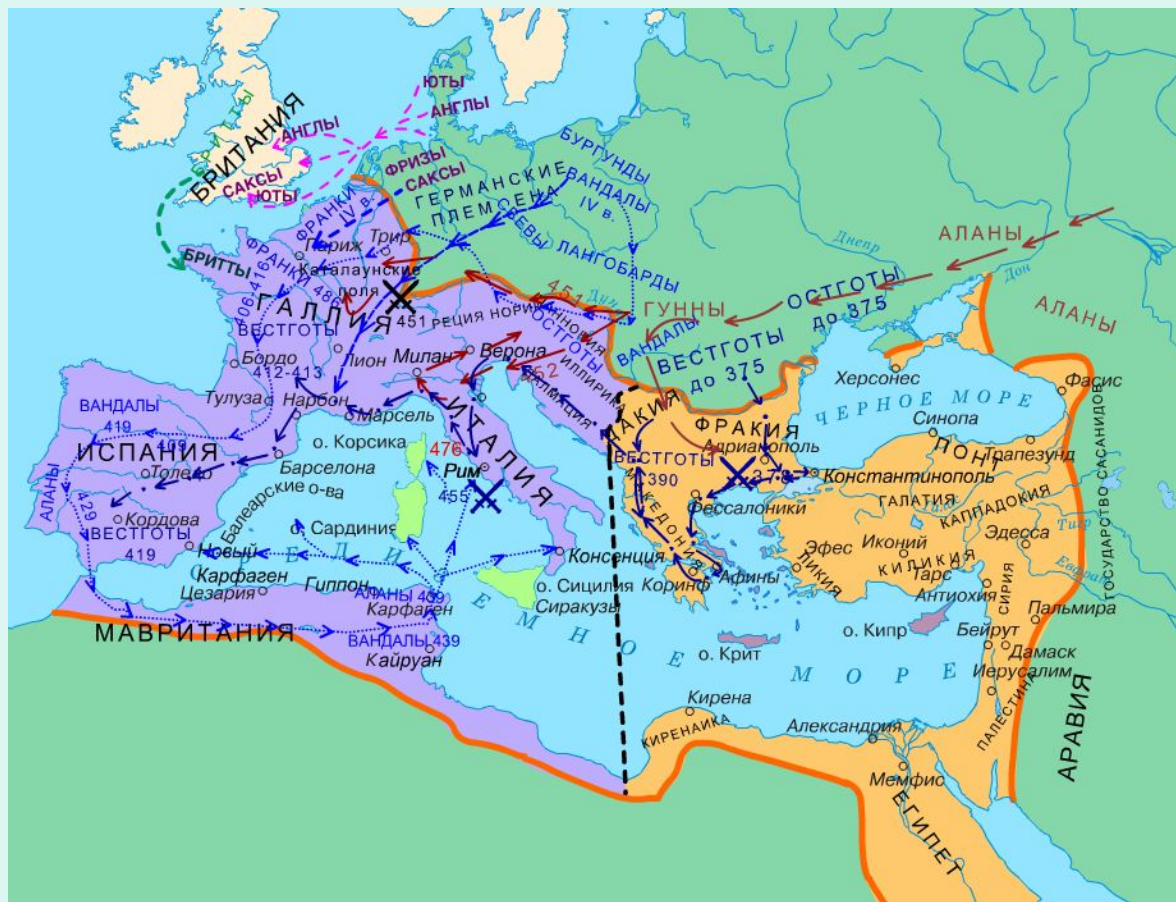 ЮТЫ
АНГЛЫ
АНГЛЫ
БРИТТЫ
БРИТАНИЯ
САКСЫ
ЮТЫ
ФРИЗЫ
САКСЫ
ГЕРМАНСКИЕ
ПЛЕМСЕНА
БУРГУНДЫ
ВАНДАЛЫ
IV в.
СВЕВЫ
ЛАНГОБАРДЫ
ФРАНКИ
IV в.
Париж
Трир
БРИТТЫ
ФРАНКИ 486
Каталаунские
поля
451
ГАЛЛИЯ
406-416
ВЕСТГОТЫ
412-413
Бордо
Лион
Тулуза
Нарбон
Марсель
РЕЦИЯ
НОРИК
451
ОСТГОТЫ
ИЛЛИРИК
ДАЛМАЦИЯ
Милан
Верона
452
ИТАЛИЯ
ГУННЫ
ВАНДАЛЫ
ВЕСТГОТЫ
до 375
ОСТГОТЫ
до 375
Днепр
Дон
АЛАНЫ
АЛАНЫ
Херсонес
ЧЕРНОЕ МОРЕ
Фасис
Синопа
Трапезунд
ПОНТ
ФРАКИЯ
Адрианополь
378
Константинополь
ВЕСТГОТЫ
390
МАКЕДОНИЯ
Фессалоники
ГАЛАТИЯ
КАППАДОКИЯ
ГОСУДАРСТВО САСАНИДОВ
Тигр
Евфрат
Эдесса
Эфес
Иконий
КИЛИКИЯ
ЛИКИЯ
Тарс
Антиохия
СИРИЯ
Пальмира
Коринф
Афины
ВАНДАЛЫ
419
409
ИСПАНИЯ
Толедо
АЛАНЫ
429
Кордова
ВЕСТГОТЫ
419
Барселона
Балеарские о-ва
о. Корсика
476
Рим
455
о. Сардиния
Новый
Карфаген
Цезария
Гиппон
АЛАНЫ 439
Карфаген
ВАНДАЛЫ 439
Кайруан
МАВРИТАНИЯ
Консенция
о. Сицилия
Сиракузы
СРЕДИЗЕМНОЕ МОРЕ
о. Крит
о. Кипр
Бейрут
Дамаск
Иерусалим
ПАЛЕСТИНА
АРАВИЯ
Кирена
КИРЕНАИКА
Александрия
Мемфис
ЕГИПЕТ